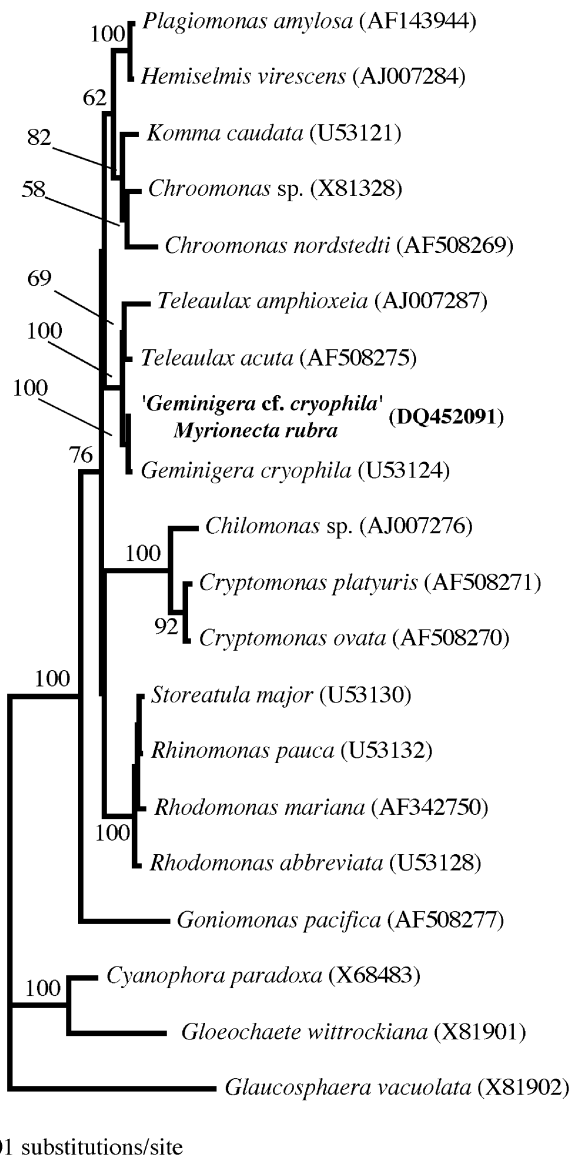 100 Plagiomonas amylosa (AF143944)
Hemiselmis virescens (AJ007284)
62
Komma caudata (U53121)
82
Chroomonas sp. (X81328)
58
Chroomonas nordstedti (AF508269)
69
Teleaulax amphioxeia (AJ007287)
100
Teleaulax acuta (AF508275)
100
'Geminigera cf. cryophila' (DQ452091)
Myrionecta rubra
76
Geminigera cryophila (U53124)
Chilomonas sp. (AJ007276)
100
Cryptomonas platyuris (AF508271)
92
Cryptomonas ovata (AF508270)
100
Storeatula major (U53130)
Rhinomonas pauca (U53132)
Rhodomonas mariana (AF342750)
100
Rhodomonas abbreviata (U53128)
Goniomonas pacifica (AF508277)
Cyanophora paradoxa (X68483)
100
Gloeochaete wittrockiana (X81901)
Glaucosphaera vacuolata (X81902)
01 substitutions/site